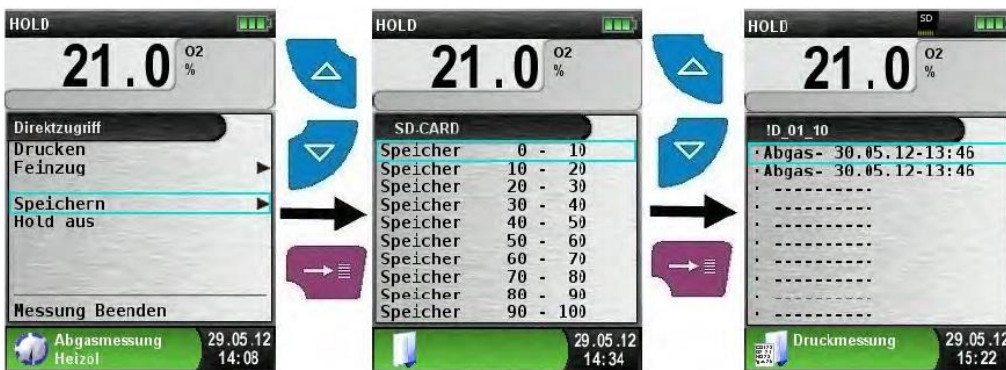 HOLD
21.0 O2
%
Direktzugriff
Drucken
Feinzug
Speichern
Hold aus
Messung Beenden
Abgasmessung 29.05.12
Heizöl 14:08
HOLD
21.0 O2
%
SD-CARD
Speicher 0 - 10
Speicher 10 - 20
Speicher 20 - 30
Speicher 30 - 40
Speicher 40 - 50
Speicher 50 - 60
Speicher 60 - 70
Speicher 70 - 80
Speicher 80 - 90
Speicher 90 - 100
29.05.12
14:34
HOLD SD
21.0 O2
%
!D_01_10
·Abgas- 30.05.12-13:46
·Abgas- 30.05.12-13:46
· ----------
· ----------
· ----------
· ----------
· ----------
· ----------
· ----------
· ----------
Druckmessung 29.05.12
15:22